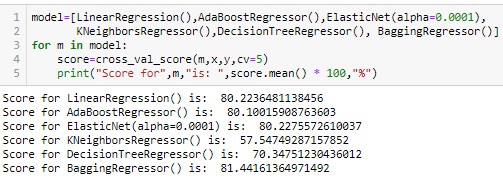 1 model=[LinearRegression(),AdaBoostRegressor(),ElasticNet(alpha=0.0001),
2 KNeighborsRegressor(),DecisionTreeRegressor(), BaggingRegressor()]
3 for m in model:
4 score=cross_val_score(m,x,y,cv=5)
5 print("Score for",m,"is: ",score.mean() * 100,"%")
Score for LinearRegression() is: 80.2236481138456
Score for AdaBoostRegressor() is: 80.10015908763603
Score for ElasticNet(alpha=0.0001) is: 80.2275572610037
Score for KNeighborsRegressor() is: 57.54749287157852
Score for DecisionTreeRegressor() is: 70.34751230436012
Score for BaggingRegressor() is: 81.44161364971492